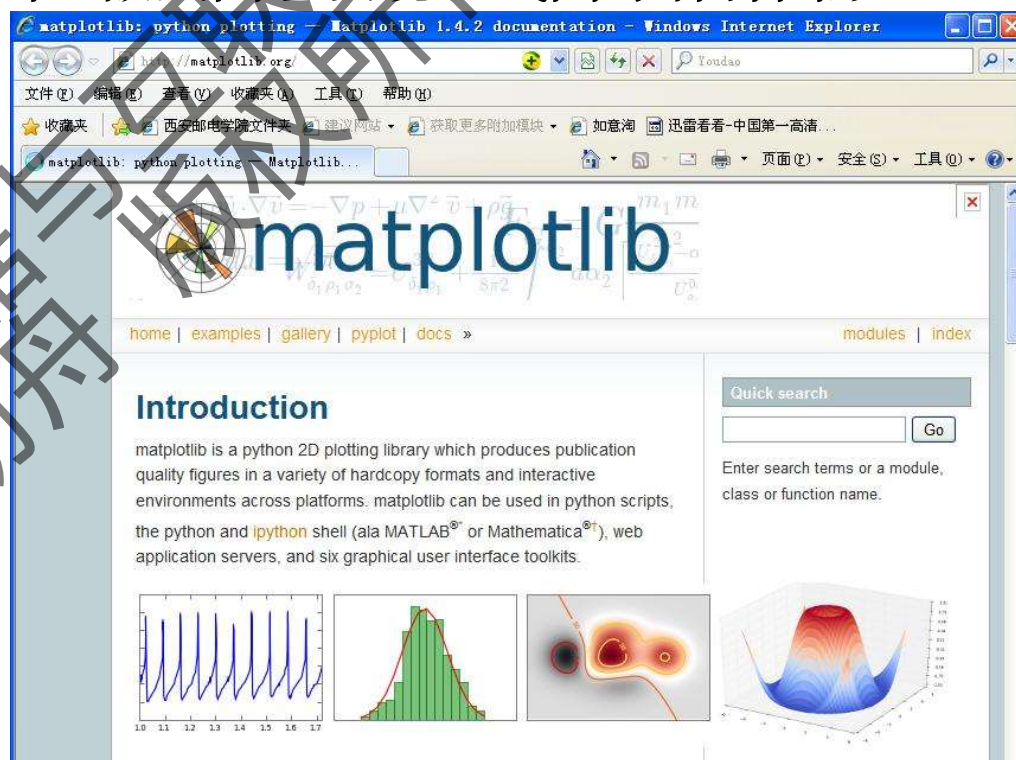 matplotlib: python plotting — Matplotlib 1.4.2 documentation - Windows Internet Explorer
http://matplotlib.org/
Youdao
文件(F) 编辑(E) 查看(V) 收藏夹(A) 工具(T) 帮助(H)
收藏夹 西安邮电学院文件夹 建议网站 获取更多附加模块 如意淘 迅雷看看-中国第一高清...
matplotlib: python plotting — Matplotlib...
页面(P) 安全(S) 工具(O)
matplotlib
home | examples | gallery | pyplot | docs »
modules | index
Introduction
matplotlib is a python 2D plotting library which produces publication
quality figures in a variety of hardcopy formats and interactive
environments across platforms. matplotlib can be used in python scripts,
the python and ipython shell (ala MATLAB®* or Mathematica®†), web
application servers, and six graphical user interface toolkits.
Quick search
Go
Enter search terms or a module,
class or function name.
1.0 1.1 1.2 1.3 1.4 1.5 1.6 1.7